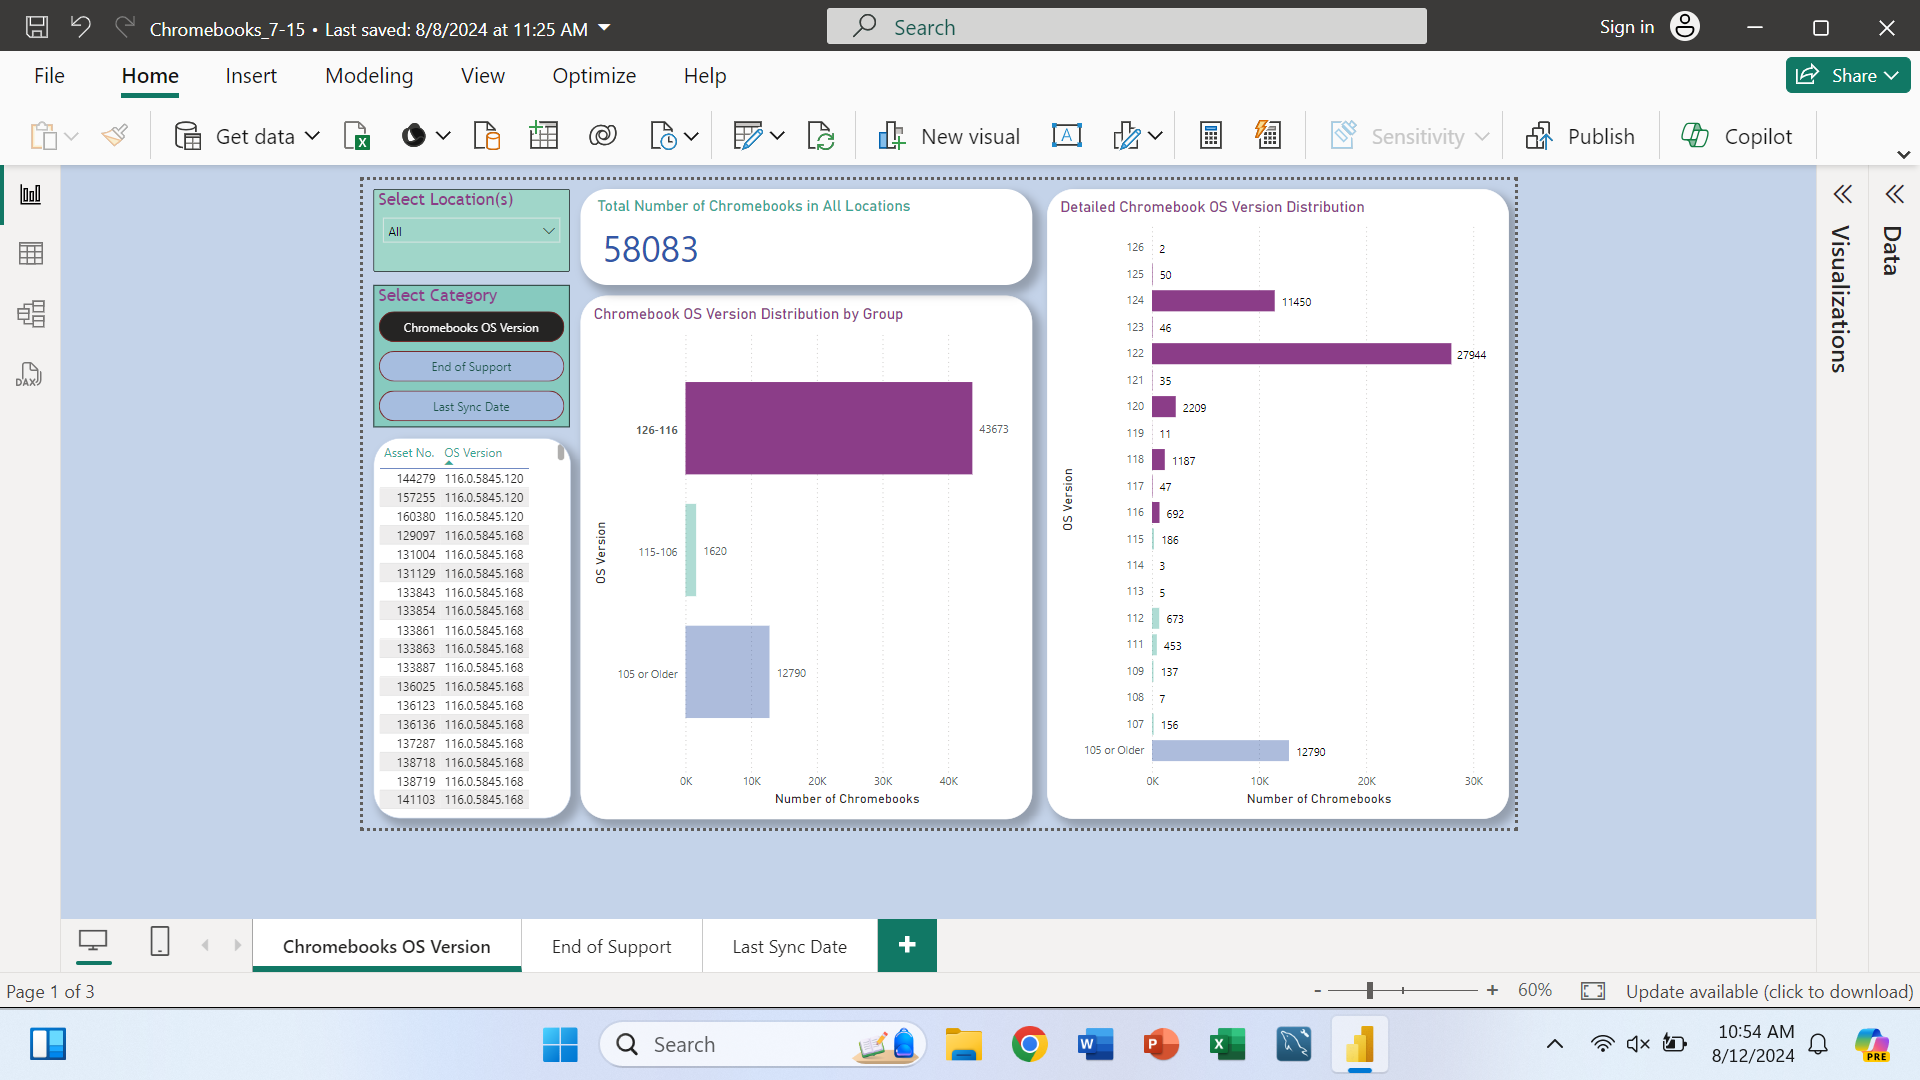 Chromebooks_7-15 • Last saved: 8/8/2024 at 11:25 AM
Search
Sign in
File Home Insert Modeling View Optimize Help
Share
Get data
New visual
Sensitivity
Publish
Copilot
Select Location(s)
All
Select Category
Chromebooks OS Version
End of Support
Last Sync Date
Asset No. OS Version
144279 116.0.5845.120
157255 116.0.5845.120
160380 116.0.5845.120
129097 116.0.5845.168
131004 116.0.5845.168
131129 116.0.5845.168
133843 116.0.5845.168
133854 116.0.5845.168
133861 116.0.5845.168
133863 116.0.5845.168
133887 116.0.5845.168
136025 116.0.5845.168
136123 116.0.5845.168
136136 116.0.5845.168
137287 116.0.5845.168
138718 116.0.5845.168
138719 116.0.5845.168
141103 116.0.5845.168
Total Number of Chromebooks in All Locations
58083
Chromebook OS Version Distribution by Group
OS Version
126-116 43673
115-106 1620
105 or Older 12790
0K 10K 20K 30K 40K
Number of Chromebooks
Detailed Chromebook OS Version Distribution
OS Version
126 2
125 50
124 11450
123 46
122 27944
121 35
120 2209
119 11
118 1187
117 47
116 692
115 186
114 3
113 5
112 673
111 453
109 137
108 7
107 156
105 or Older 12790
0K 10K 20K 30K
Number of Chromebooks
Visualizations
Data
DAX
Chromebooks OS Version
End of Support
Last Sync Date
+
Page 1 of 3
- + 60%
Update available (click to download)
Search
W
P
X
10:54 AM
8/12/2024
PRE